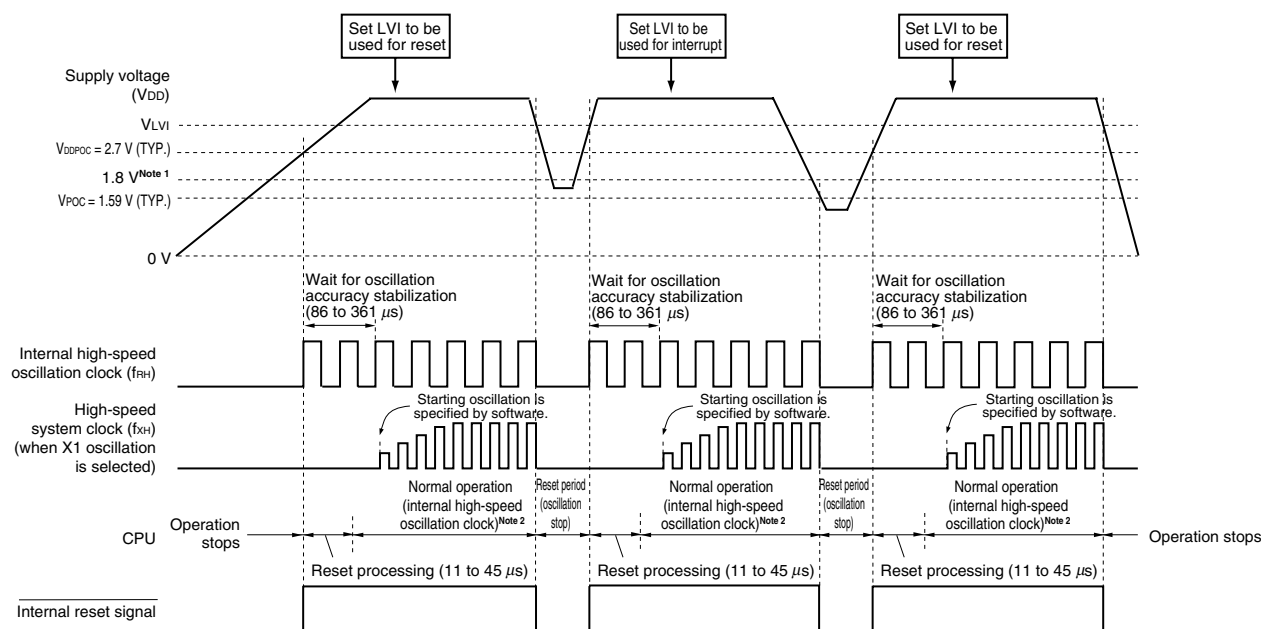 Set LVI to be
used for reset
Set LVI to be
used for interrupt
Set LVI to be
used for reset
Supply voltage
(VDD)
VLVI
VDDPOC = 2.7 V (TYP.)
1.8 V Note 1
VPOC = 1.59 V (TYP.)
0 V
Wait for oscillation
accuracy stabilization
(86 to 361 μs)
Wait for oscillation
accuracy stabilization
(86 to 361 μs)
Wait for oscillation
accuracy stabilization
(86 to 361 μs)
Internal high-speed
oscillation clock (fRH)
High-speed
system clock (fXH)
(when X1 oscillation
is selected)
Starting oscillation is
specified by software.
Starting oscillation is
specified by software.
Starting oscillation is
specified by software.
CPU
Operation
stops
Normal operation
(internal high-speed
oscillation clock)Note 2
Reset period
(oscillation
stop)
Normal operation
(internal high-speed
oscillation clock)Note 2
Reset period
(oscillation
stop)
Normal operation
(internal high-speed
oscillation clock)Note 2
Operation stops
Reset processing (11 to 45 μs)
Reset processing (11 to 45 μs)
Reset processing (11 to 45 μs)
Internal reset signal